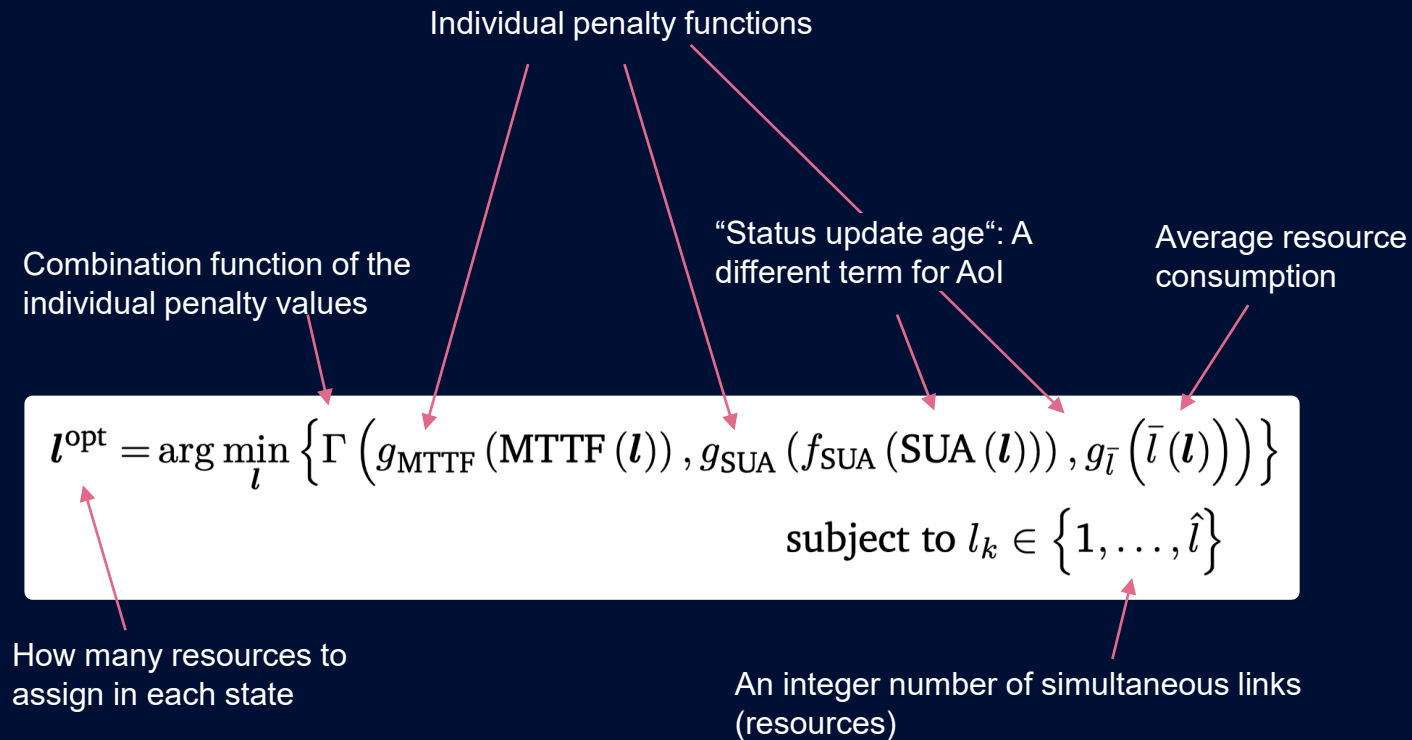 Individual penalty functions
“Status update age“: A
different term for AoI
Average resource
consumption
Combination function of the
individual penalty values
𝒍^opt = arg min_𝒍 {Γ (g_MTTF (MTTF (𝒍)) , g_SUA (f_SUA (SUA (𝒍))) , g_l̄ (l̄ (𝒍)))}
subject to l_k ∈ {1, . . . , l̂}
How many resources to
assign in each state
An integer number of simultaneous links
(resources)